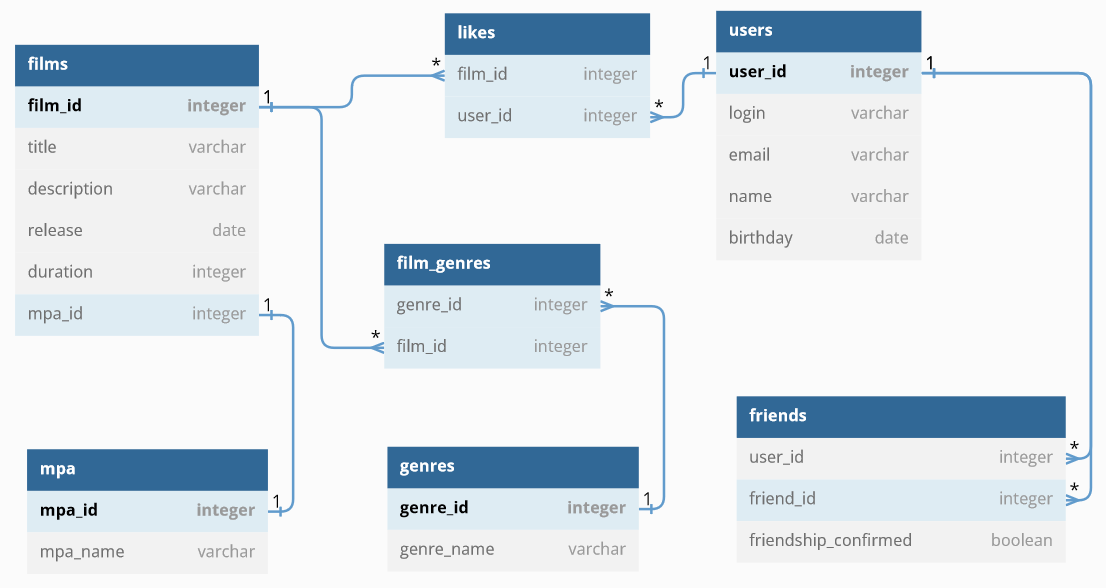 films
film_id integer
title varchar
description varchar
release date
duration integer
mpa_id integer
1
1
likes
film_id integer
user_id integer
*
*
users
user_id integer
login varchar
email varchar
name varchar
birthday date
1
1
film_genres
genre_id integer
film_id integer
*
*
mpa
mpa_id integer
mpa_name varchar
1
genres
genre_id integer
genre_name varchar
1
friends
user_id integer
friend_id integer
friendship_confirmed boolean
*
*